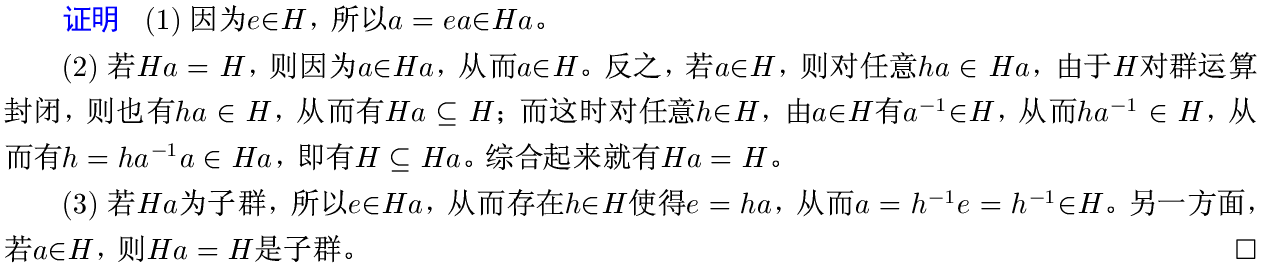 证明 (1) 因为e∈H，所以a = ea∈Ha。
(2) 若Ha = H，则因为a∈Ha，从而a∈H。反之，若a∈H，则对任意ha ∈ Ha，由于H对群运算
封闭，则也有ha ∈ H，从而有Ha ⊆ H；而这时对任意h∈H，由a∈H有a⁻¹∈H，从而ha⁻¹ ∈ H，从
而有h = ha⁻¹a ∈ Ha，即有H ⊆ Ha。综合起来就有Ha = H。
(3) 若Ha为子群，所以e∈Ha，从而存在h∈H使得e = ha，从而a = h⁻¹e = h⁻¹∈H。另一方面，
若a∈H，则Ha = H是子群。 □